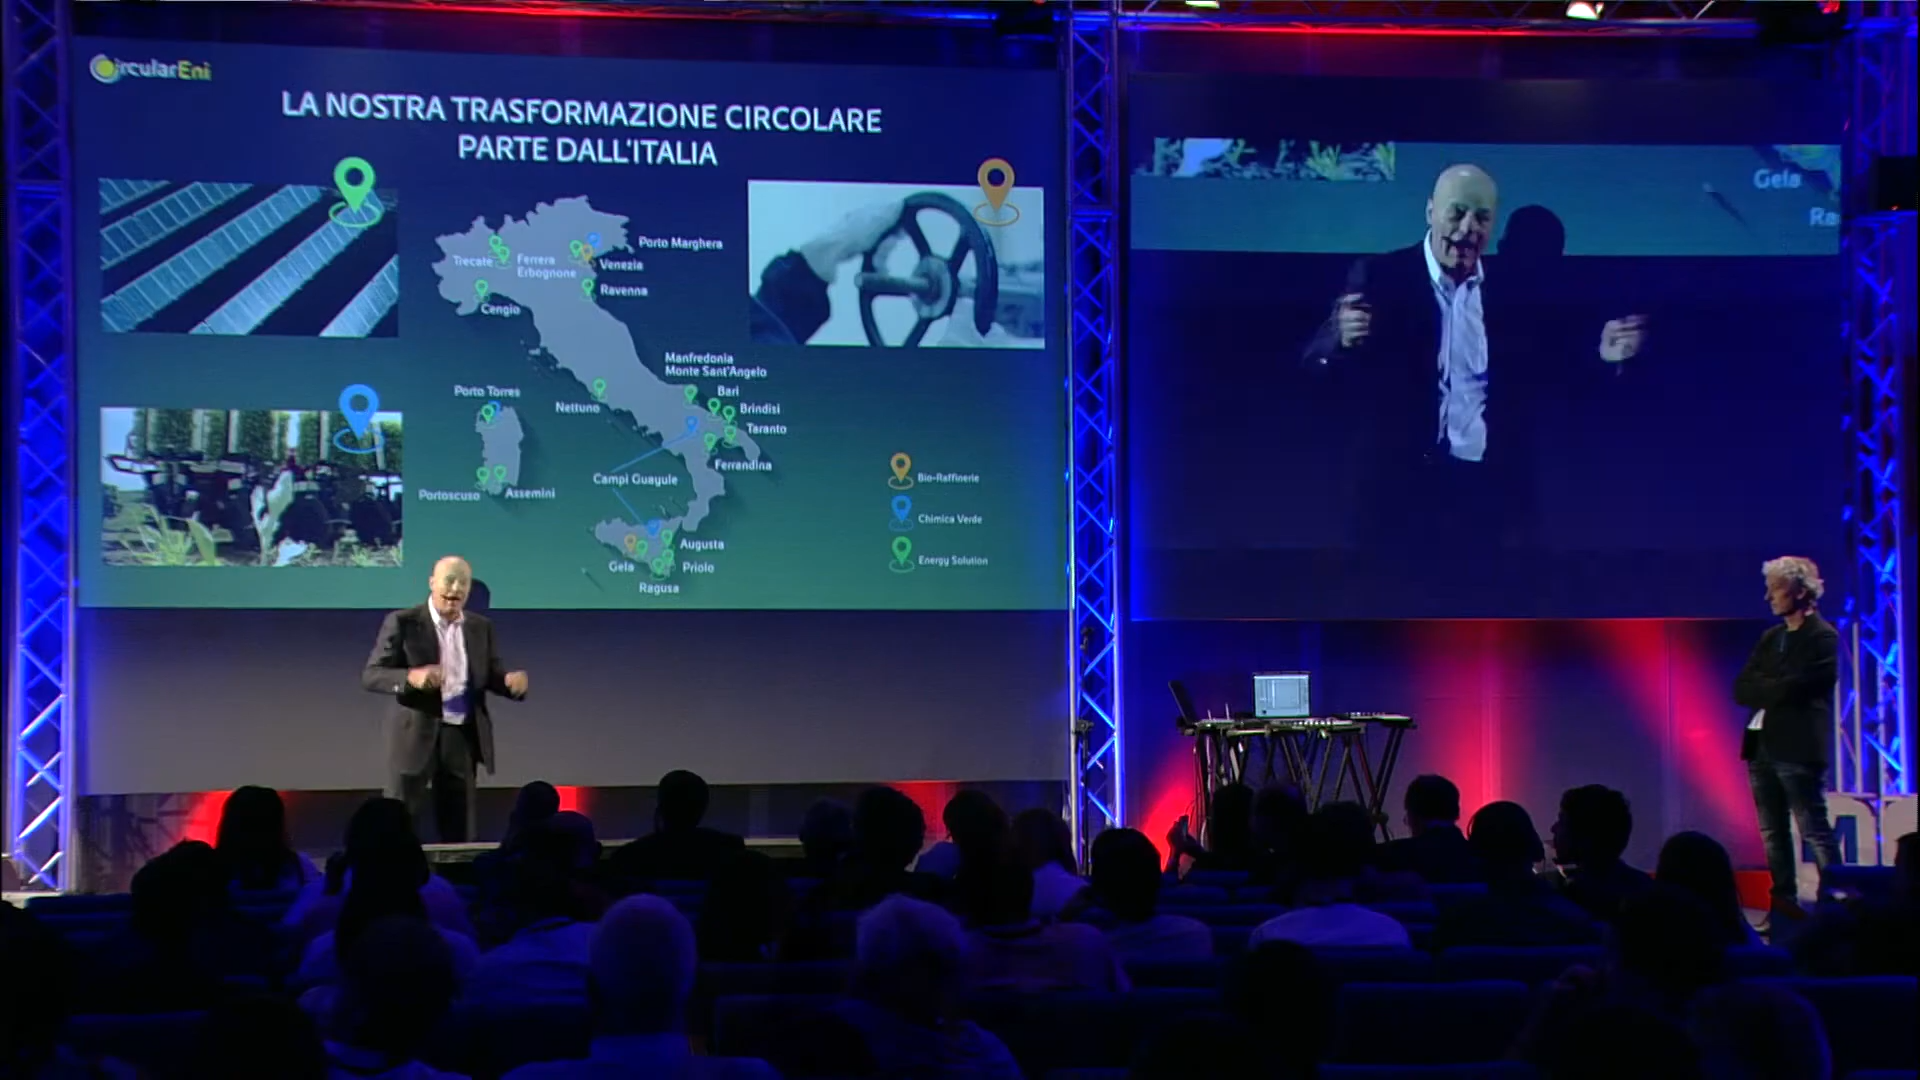 CircularEni
LA NOSTRA TRASFORMAZIONE CIRCOLARE
PARTE DALL'ITALIA
Porto Marghera
Trecate
Ferrera
Erbognone
Venezia
Ravenna
Cengio
Manfredonia
Monte Sant'Angelo
Porto Torres
Bari
Nettuno
Brindisi
Taranto
Ferrandina
Campi Guayule
Portoscuso
Assemini
Augusta
Gela
Priolo
Ragusa
Bio-Raffinerie
Chimica Verde
Energy Solution
Gela
Ra